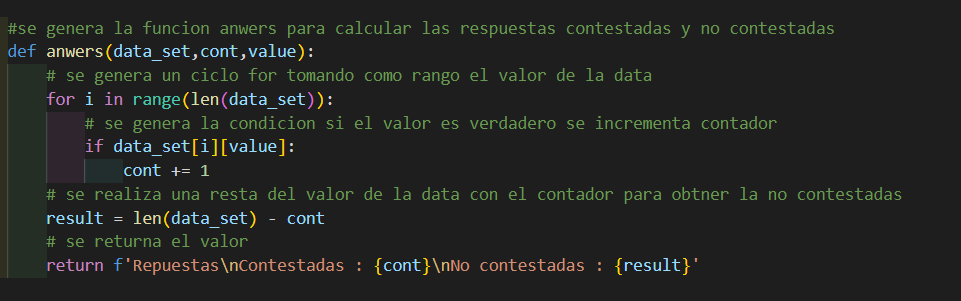 #se genera la funcion anwers para calcular las respuestas contestadas y no contestadas
def anwers(data_set,cont,value):
    # se genera un ciclo for tomando como rango el valor de la data
    for i in range(len(data_set)):
        # se genera la condicion si el valor es verdadero se incrementa contador
        if data_set[i][value]:
            cont += 1
    # se realiza una resta del valor de la data con el contador para obtner la no contestadas
    result = len(data_set) - cont
    # se returna el valor
    return f'Repuestas\nContestadas : {cont}\nNo contestadas : {result}'